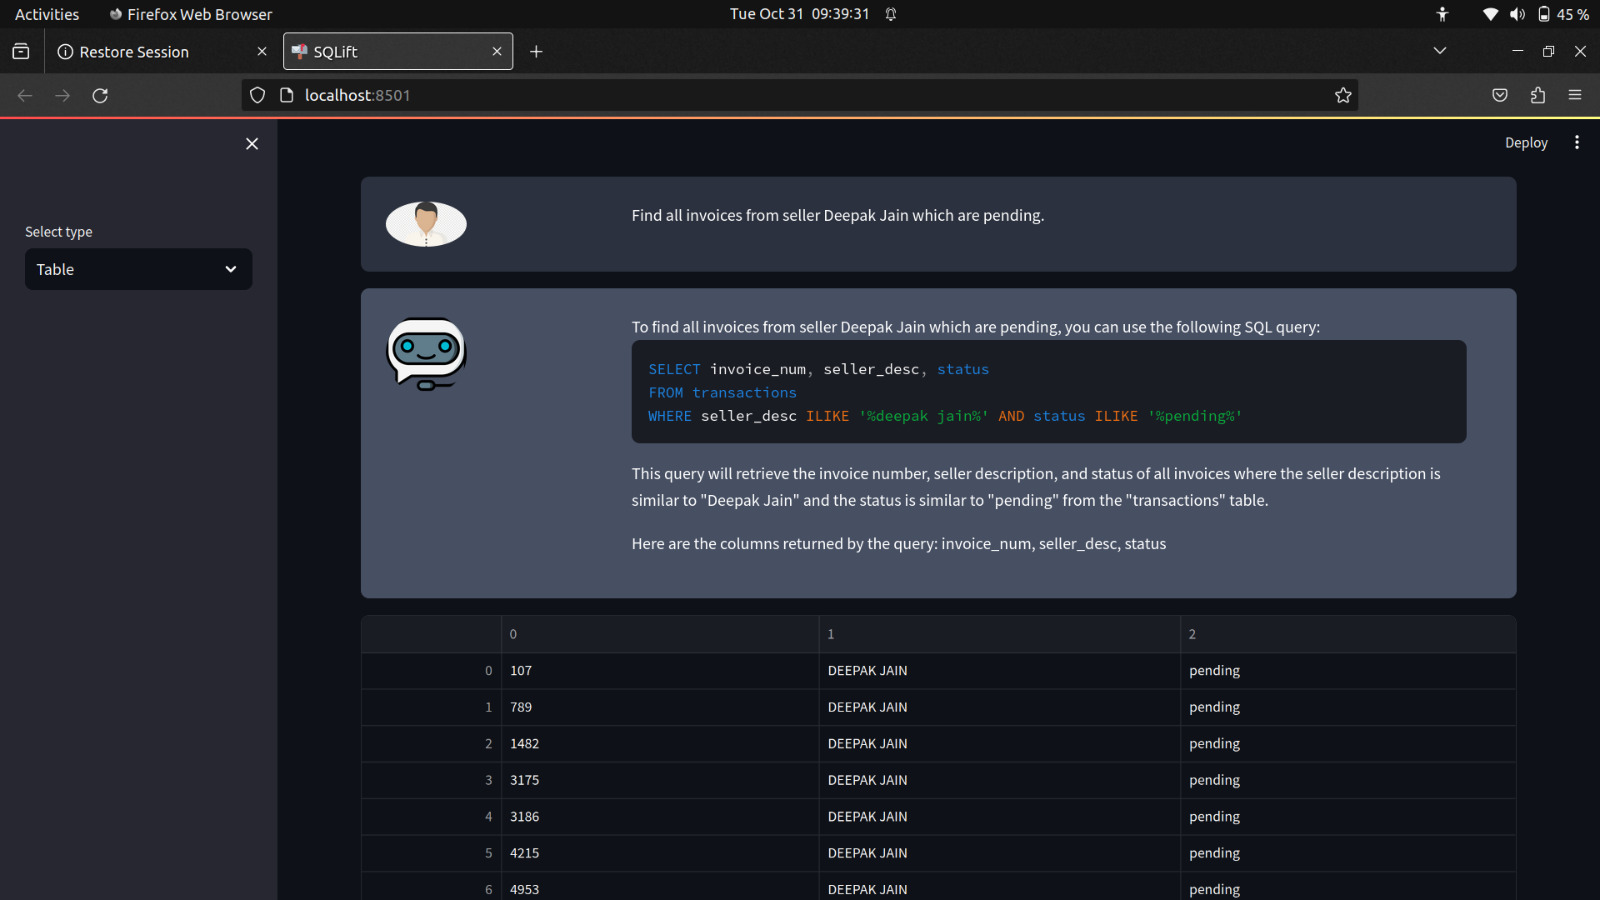 Activities Firefox Web Browser Tue Oct 31 09:39:31 45 %
Restore Session SQLift
localhost:8501
Deploy
Select type
Table
Find all invoices from seller Deepak Jain which are pending.
To find all invoices from seller Deepak Jain which are pending, you can use the following SQL query:
SELECT invoice_num, seller_desc, status
FROM transactions
WHERE seller_desc ILIKE '%deepak jain%' AND status ILIKE '%pending%'
This query will retrieve the invoice number, seller description, and status of all invoices where the seller description is
similar to "Deepak Jain" and the status is similar to "pending" from the "transactions" table.
Here are the columns returned by the query: invoice_num, seller_desc, status
0 1 2
0 107 DEEPAK JAIN pending
1 789 DEEPAK JAIN pending
2 1482 DEEPAK JAIN pending
3 3175 DEEPAK JAIN pending
4 3186 DEEPAK JAIN pending
5 4215 DEEPAK JAIN pending
6 4953 DEEPAK JAIN pending